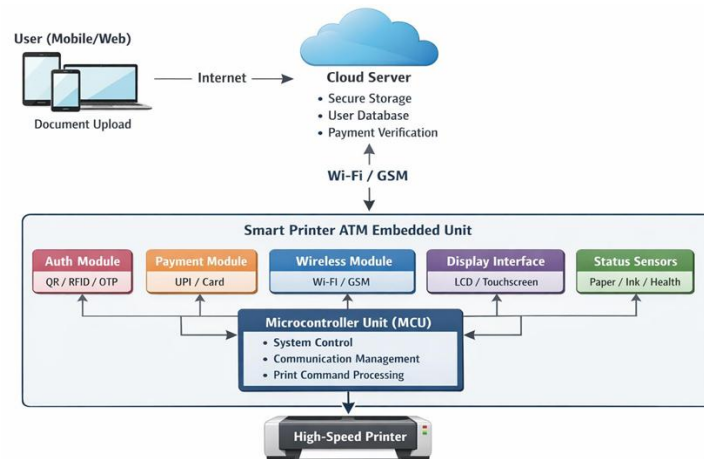 User (Mobile/Web)
Internet
Document Upload
Cloud Server
• Secure Storage
• User Database
• Payment Verification
Wi-Fi / GSM
Smart Printer ATM Embedded Unit
Auth Module
QR / RFID / OTP
Payment Module
UPI / Card
Wireless Module
Wi-Fi / GSM
Display Interface
LCD / Touchscreen
Status Sensors
Paper / Ink / Health
Microcontroller Unit (MCU)
• System Control
• Communication Management
• Print Command Processing
High-Speed Printer